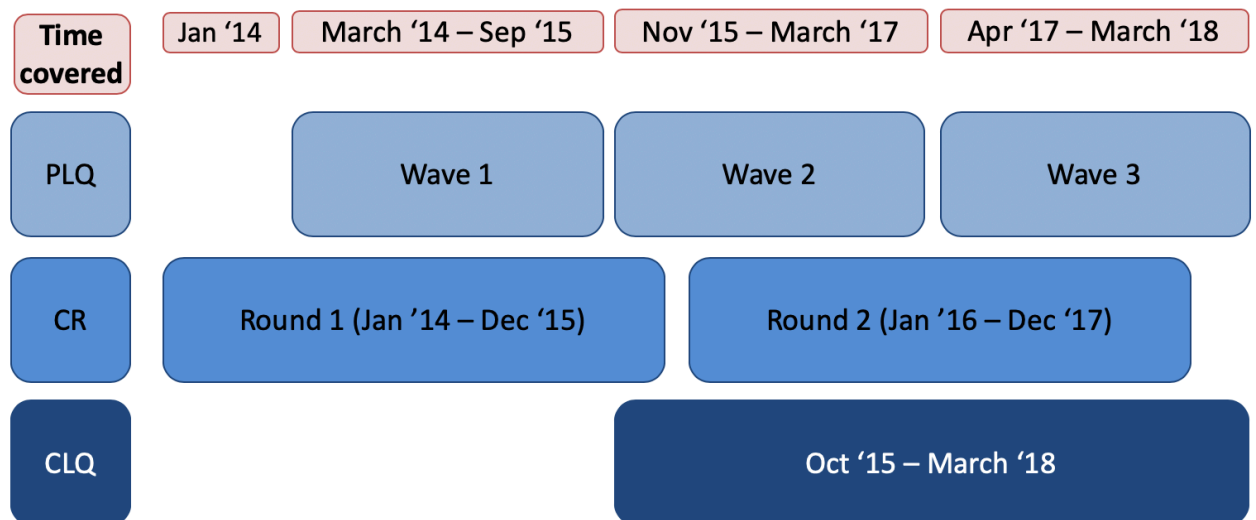 Time
covered
Jan ‘14
March ‘14 – Sep ‘15
Nov ‘15 – March ‘17
Apr ‘17 – March ‘18
PLQ
Wave 1
Wave 2
Wave 3
CR
Round 1 (Jan ’14 – Dec ‘15)
Round 2 (Jan ’16 – Dec ‘17)
CLQ
Oct ‘15 – March ‘18